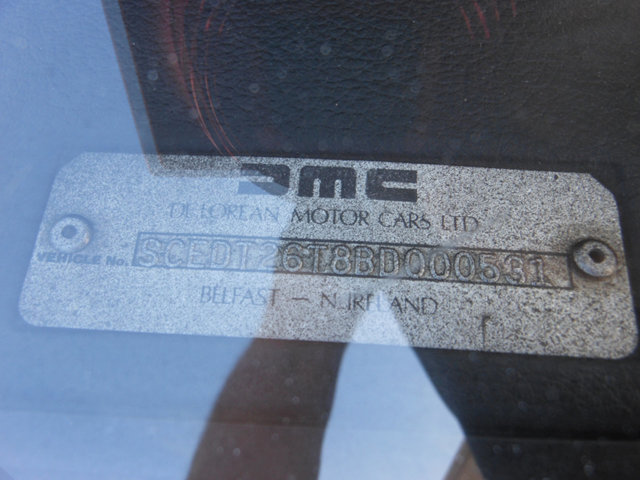 DMC
DE LOREAN MOTOR CARS LTD
VEHICLE No. SCEDT26T8BD000531
BELFAST – N. IRELAND